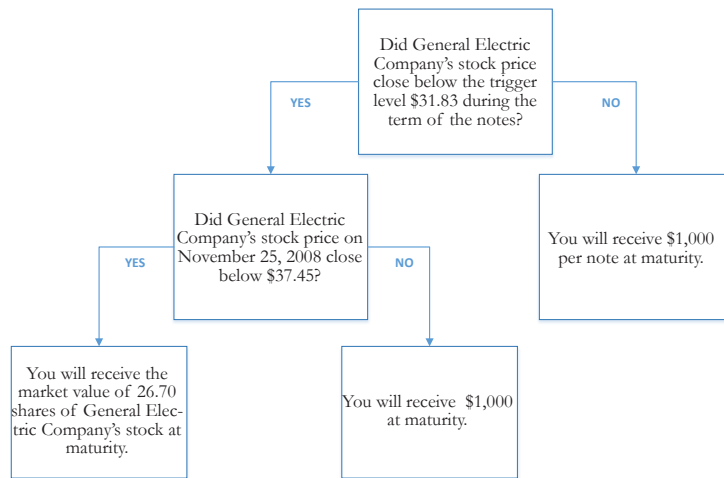 Did General Electric
Company's stock price
close below the trigger
level $31.83 during the
term of the notes?
YES
NO
Did General Electric
Company's stock price on
November 25, 2008 close
below $37.45?
You will receive $1,000
per note at maturity.
YES
NO
You will receive the
market value of 26.70
shares of General Elec-
tric Company's stock at
maturity.
You will receive $1,000
at maturity.